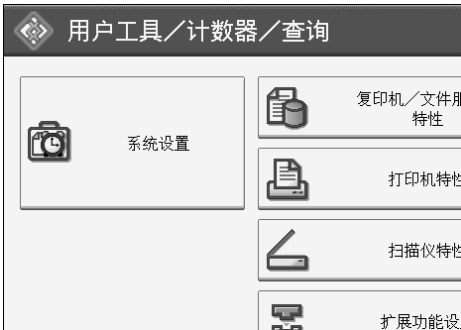 用户工具／计数器／查询
系统设置
复印机／文件
特性
打印机特性
扫描仪特性
扩展功能设